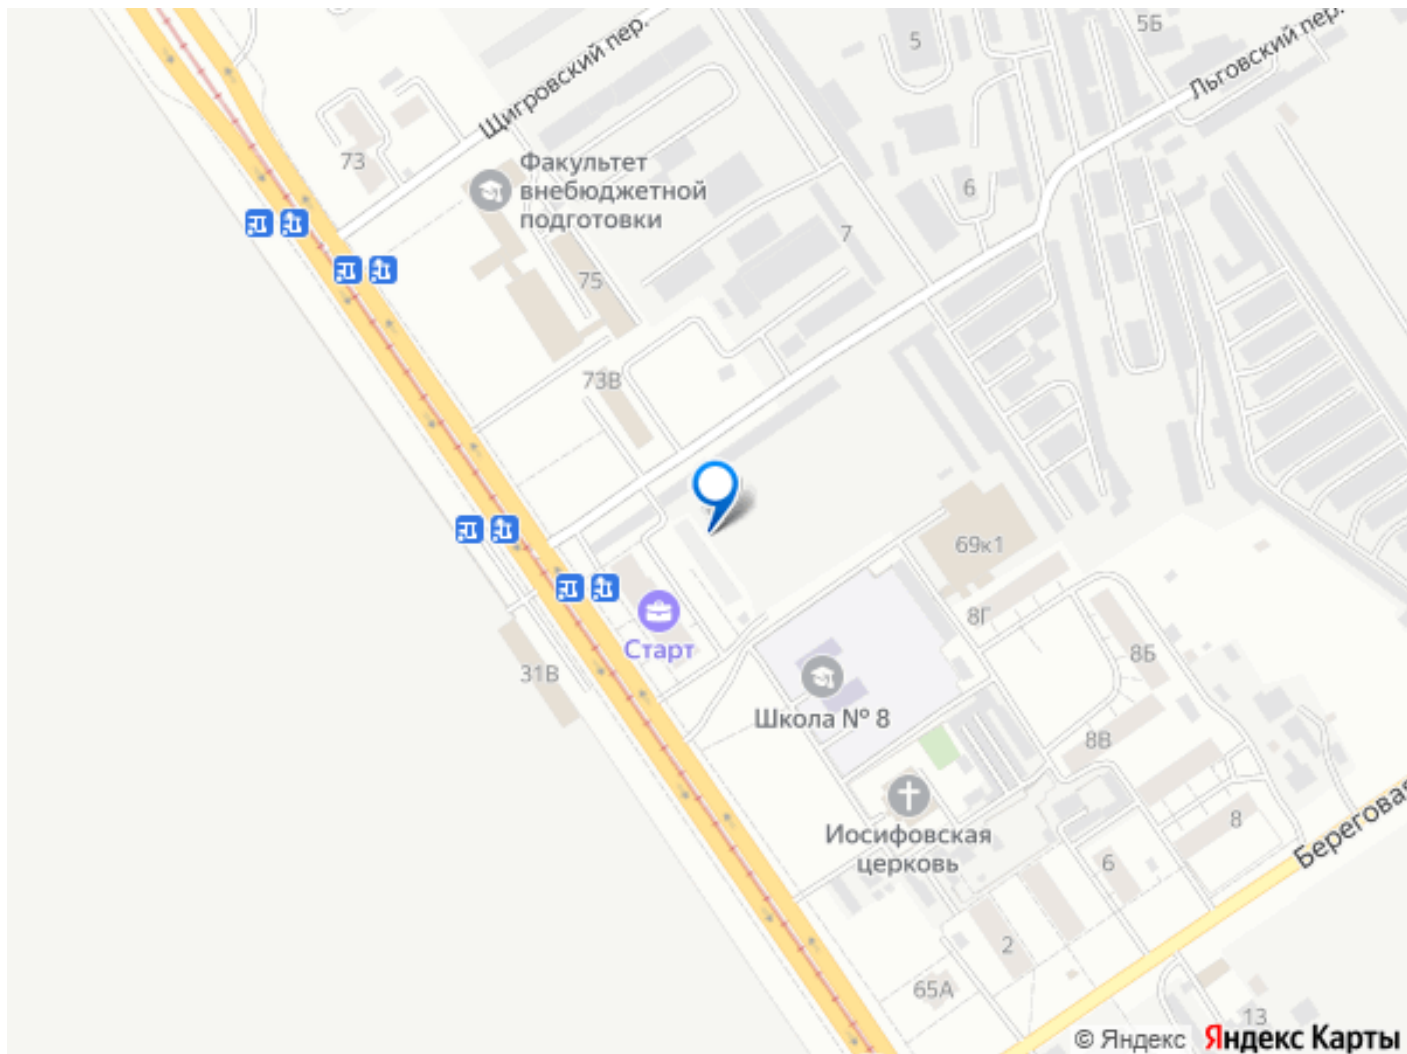 5
5Б
Льговский пер.
Щигровский пер.
73
Факультет
внебюджетной
подготовки
6
7
75
73В
69к1
8Г
Старт
31В
8Б
Школа № 8
8В
Иосифовская
церковь
8
Береговая
6
2
65А
13
© Яндекс Яндекс Карты